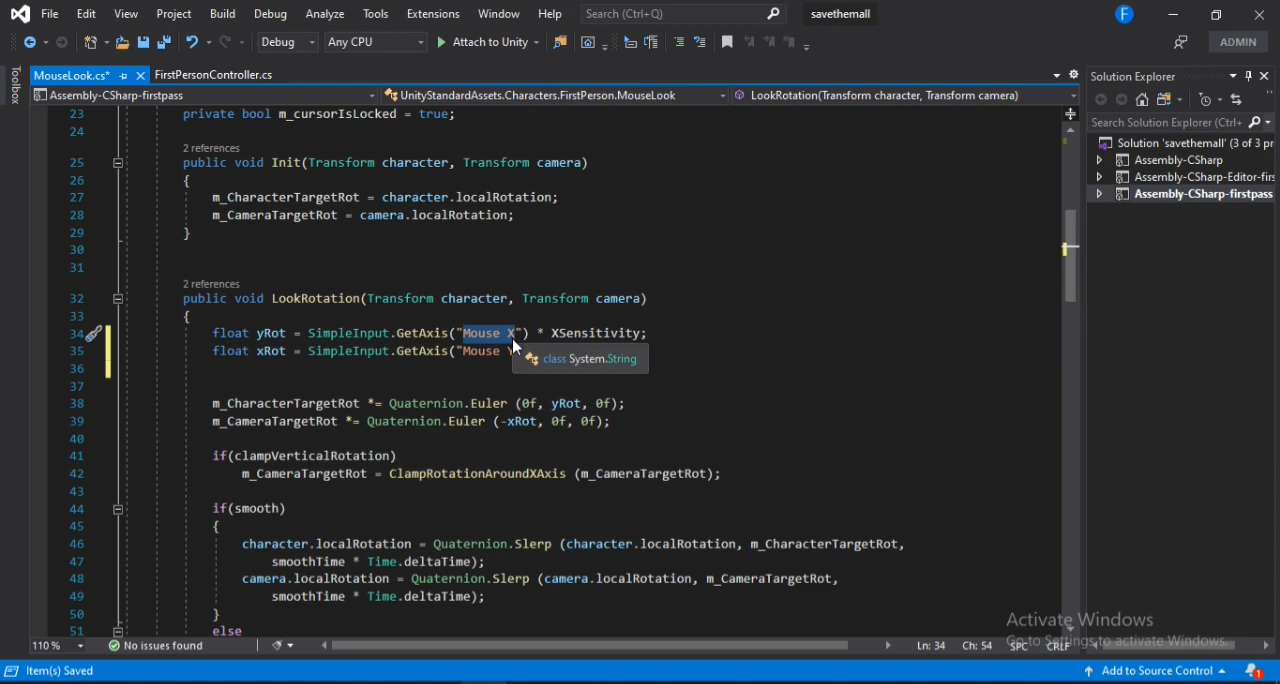 File Edit View Project Build Debug Analyze Tools Extensions Window Help Search (Ctrl+Q) savethemall F
Debug Any CPU Attach to Unity ADMIN
Toolbox
MouseLook.cs* FirstPersonController.cs
Assembly-CSharp-firstpass UnityStandardAssets.Characters.FirstPerson.MouseLook LookRotation(Transform character, Transform camera)
23 private bool m_cursorIsLocked = true;
24
2 references
25 public void Init(Transform character, Transform camera)
26 {
27 m_CharacterTargetRot = character.localRotation;
28 m_CameraTargetRot = camera.localRotation;
29 }
30
31
2 references
32 public void LookRotation(Transform character, Transform camera)
33 {
34 float yRot = SimpleInput.GetAxis("Mouse X") * XSensitivity;
35 float xRot = SimpleInput.GetAxis("Mouse
class System.String
36
37
38 m_CharacterTargetRot *= Quaternion.Euler (0f, yRot, 0f);
39 m_CameraTargetRot *= Quaternion.Euler (-xRot, 0f, 0f);
40
41 if(clampVerticalRotation)
42 m_CameraTargetRot = ClampRotationAroundXAxis (m_CameraTargetRot);
43
44 if(smooth)
45 {
46 character.localRotation = Quaternion.Slerp (character.localRotation, m_CharacterTargetRot,
47 smoothTime * Time.deltaTime);
48 camera.localRotation = Quaternion.Slerp (camera.localRotation, m_CameraTargetRot,
49 smoothTime * Time.deltaTime);
50 }
51 else
110 % No issues found Ln: 34 Ch: 54 SPC CRLF
Solution Explorer
Search Solution Explorer (Ctrl+
Solution 'savethemall' (3 of 3 pr
Assembly-CSharp
Assembly-CSharp-Editor-firs
Assembly-CSharp-firstpass
Activate Windows
Go to Settings to activate Windows.
Item(s) Saved Add to Source Control 1